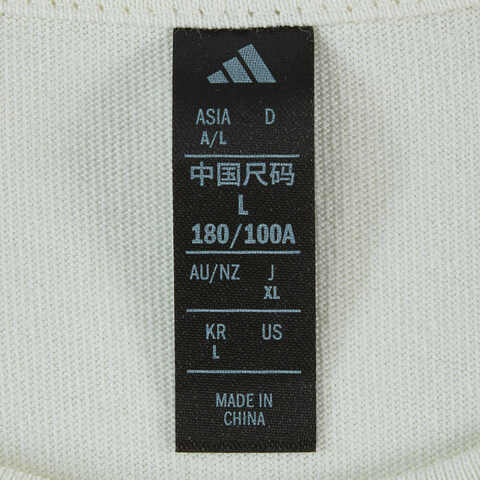 ASIA D
A/L
中国尺码
L
180/100A
AU/NZ J
XL
KR US
L
MADE IN
CHINA